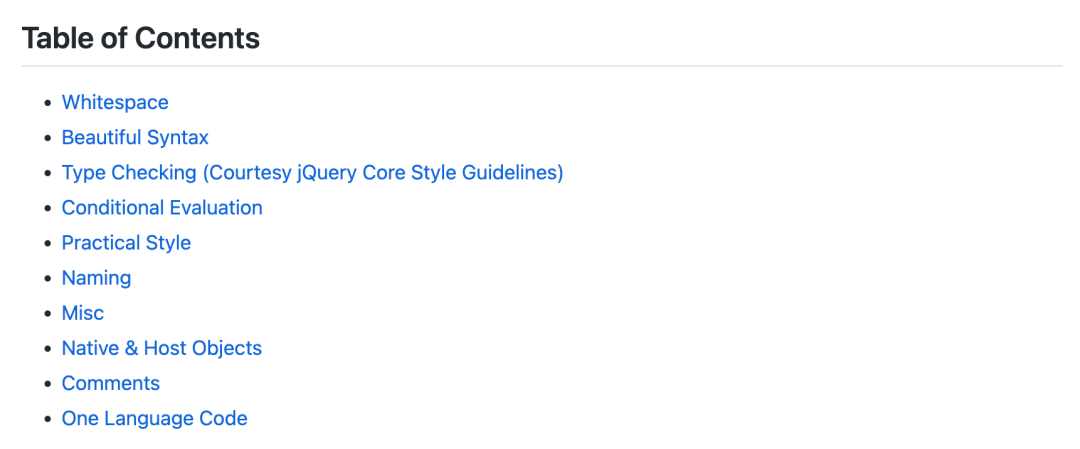 Table of Contents
Whitespace
Beautiful Syntax
Type Checking (Courtesy jQuery Core Style Guidelines)
Conditional Evaluation
Practical Style
Naming
Misc
Native & Host Objects
Comments
One Language Code